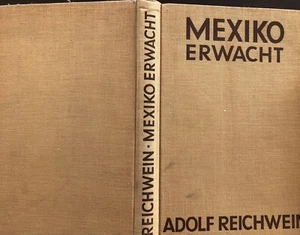 REICHWEIN · MEXIKO ERWACHT
MEXIKO
ERWACHT
ADOLF REICHWEIN